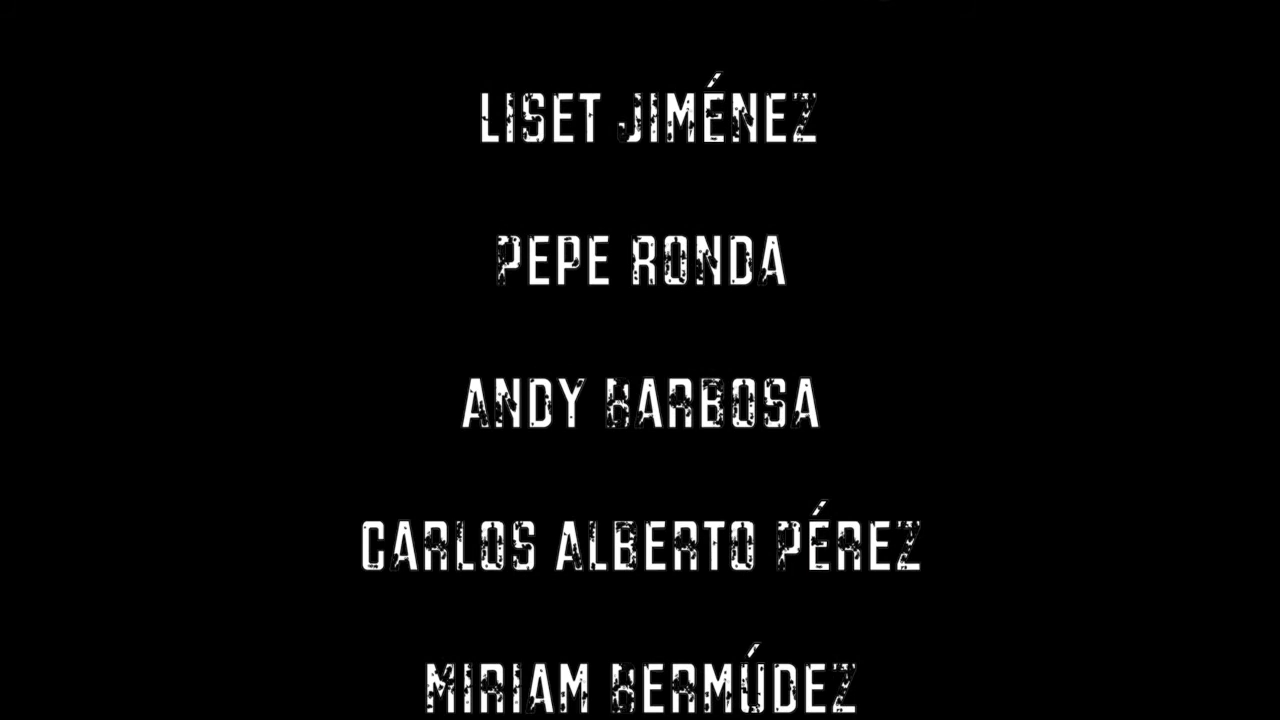 LISET JIMÉNEZ
PEPE RONDA
ANDY BARBOSA
CARLOS ALBERTO PÉREZ
MIRIAM BERMÚDEZ